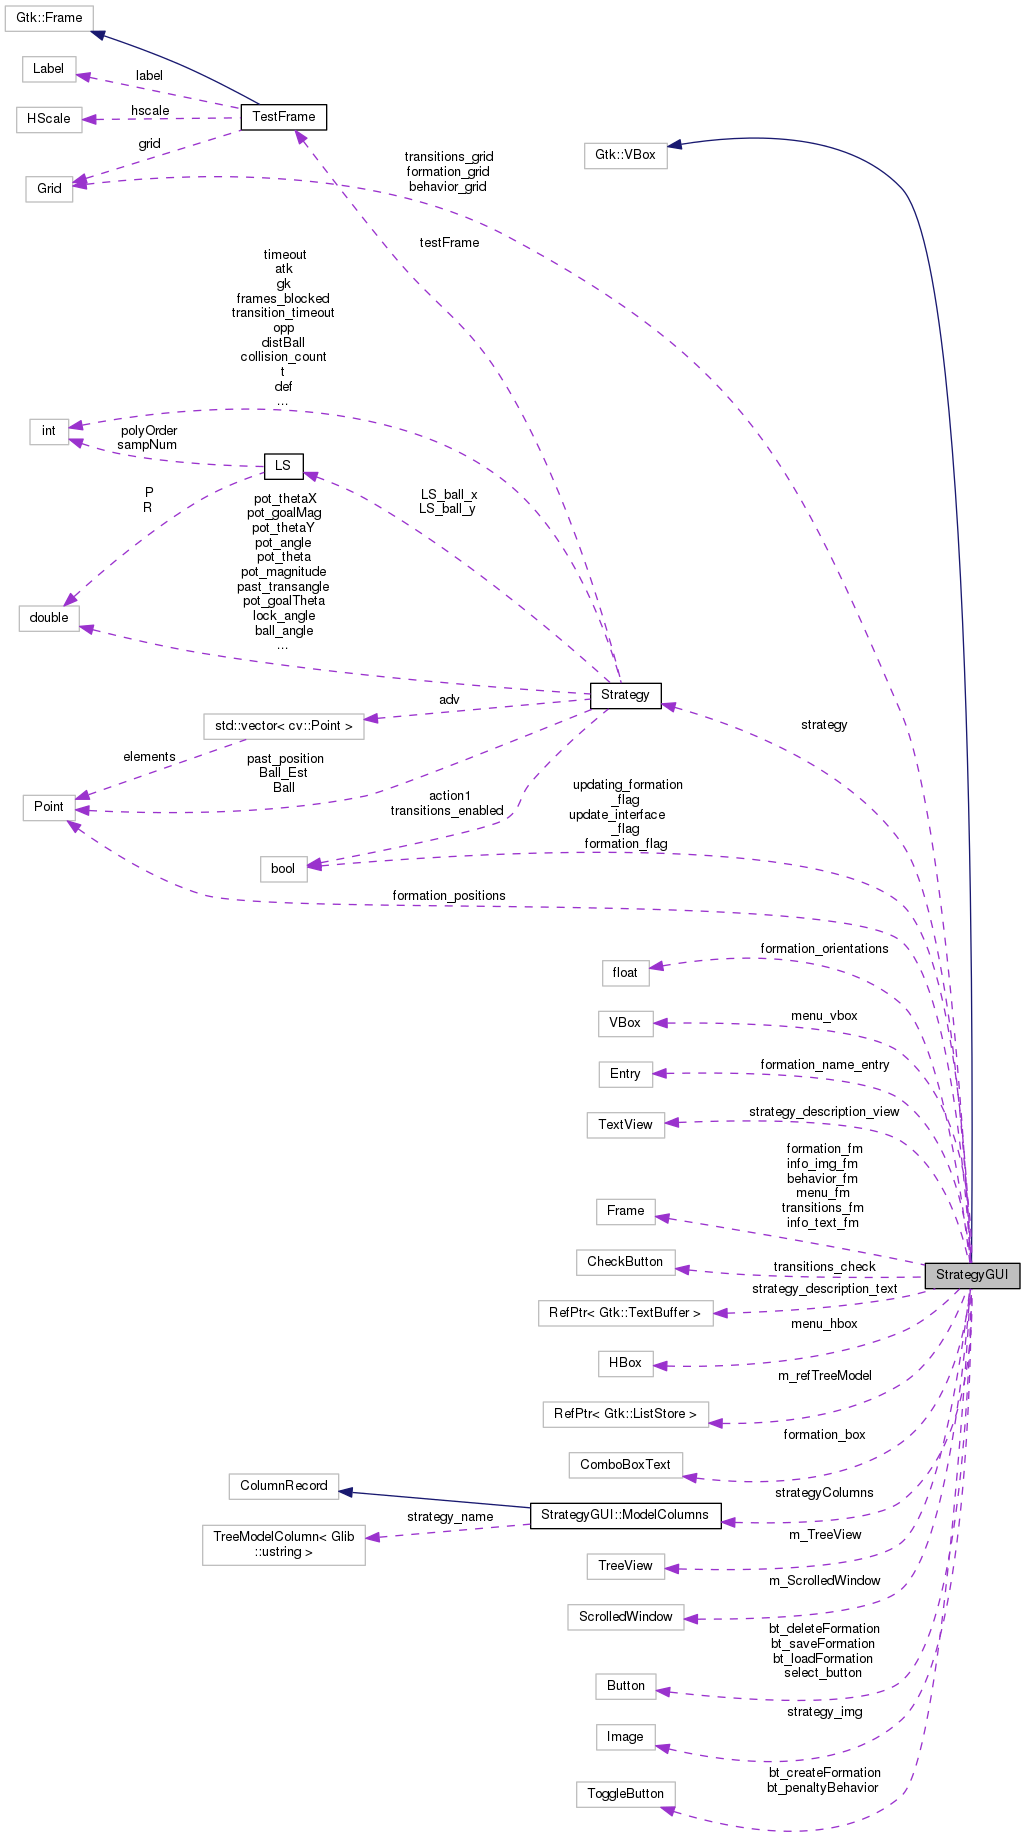 Gtk::Frame
Label
label
HScale
hscale
TestFrame
grid
Grid
transitions_grid
formation_grid
behavior_grid
Gtk::VBox
testFrame
timeout
atk
gk
frames_blocked
transition_timeout
opp
distBall
collision_count
t
def
...
int
polyOrder
sampNum
LS
P
R
LS_ball_x
LS_ball_y
pot_thetaX
pot_goalMag
pot_thetaY
pot_angle
pot_theta
pot_magnitude
past_transangle
pot_goalTheta
lock_angle
ball_angle
...
double
Strategy
strategy
adv
std::vector< cv::Point >
elements
Point
past_position
Ball_Est
Ball
action1
transitions_enabled
updating_formation
_flag
update_interface
_flag
formation_flag
bool
formation_positions
formation_orientations
float
VBox
menu_vbox
Entry
formation_name_entry
TextView
strategy_description_view
formation_fm
info_img_fm
behavior_fm
menu_fm
transitions_fm
info_text_fm
Frame
CheckButton
transitions_check
StrategyGUI
strategy_description_text
RefPtr< Gtk::TextBuffer >
menu_hbox
HBox
m_refTreeModel
RefPtr< Gtk::ListStore >
formation_box
ComboBoxText
ColumnRecord
strategyColumns
StrategyGUI::ModelColumns
strategy_name
TreeModelColumn< Glib
::ustring >
m_TreeView
TreeView
m_ScrolledWindow
ScrolledWindow
bt_deleteFormation
bt_saveFormation
bt_loadFormation
select_button
Button
strategy_img
Image
bt_createFormation
bt_penaltyBehavior
ToggleButton